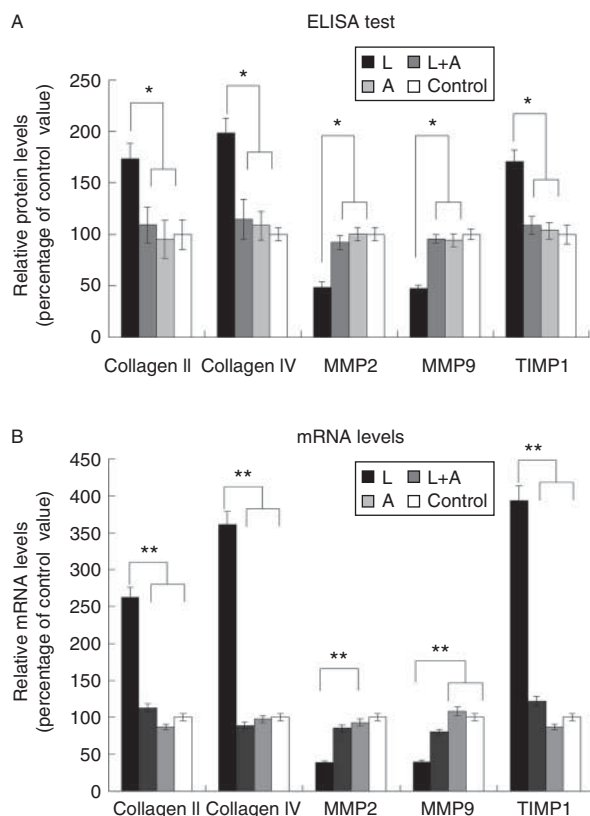 A
ELISA test
L
L+A
A
Control
Relative protein levels
(percentage of control value)
250
200
150
100
50
0
*
*
*
*
*
Collagen II
Collagen IV
MMP2
MMP9
TIMP1
B
mRNA levels
L
L+A
A
Control
Relative mRNA levels
(percentage of control value)
450
400
350
300
250
200
150
100
50
0
**
**
**
**
**
Collagen II
Collagen IV
MMP2
MMP9
TIMP1